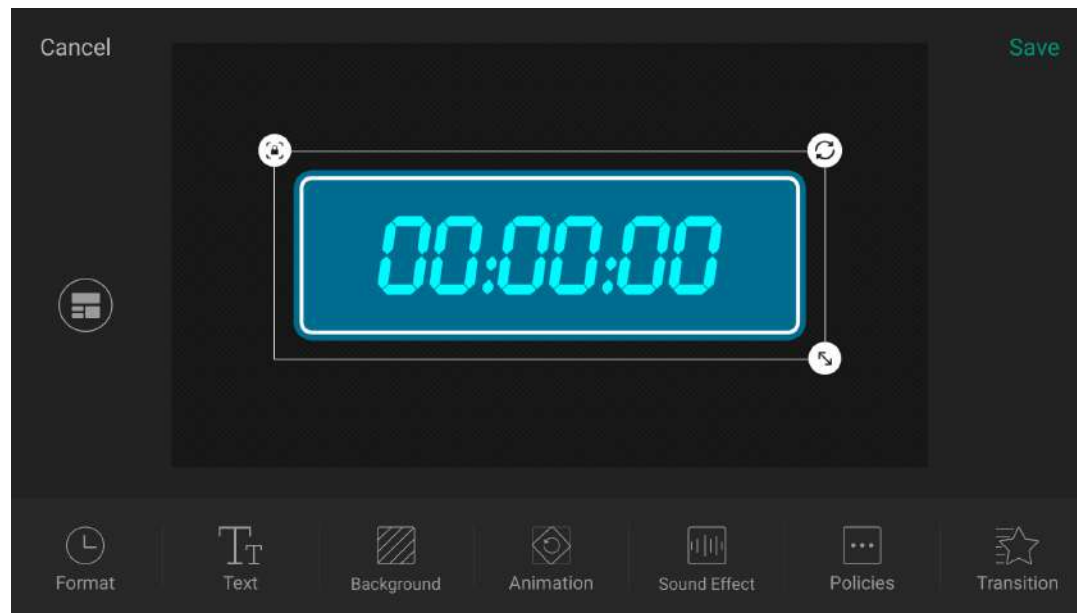 Cancel
Save
00:00:00
Format
Text
Background
Animation
Sound Effect
Policies
Transition